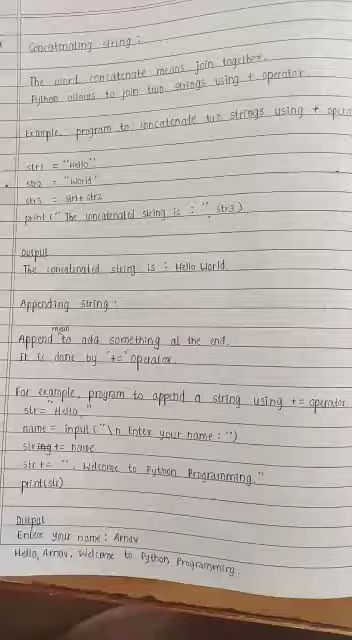 Concatenating string :
The word concatenate means join together.
Python allows to join two strings using + operator.
Example, program to concatenate two strings using + opera
str1 = "Hello"
str2 = "World"
str3 = str1+str2
print ("The concatenated string is : ", str3)
output
The concatenated string is : Hello World.
Appending string :
mean
Append to add something at the end.
It is done by "+=" operator.
For example, program to append a string using += operator
str= "Hello,"
name = input ("\n Enter your name : ")
str += name
str += ". Welcome to Python Programming."
print(str)
Output
Enter your name : Arnav
Hello, Arnav. Welcome to Python Programming.